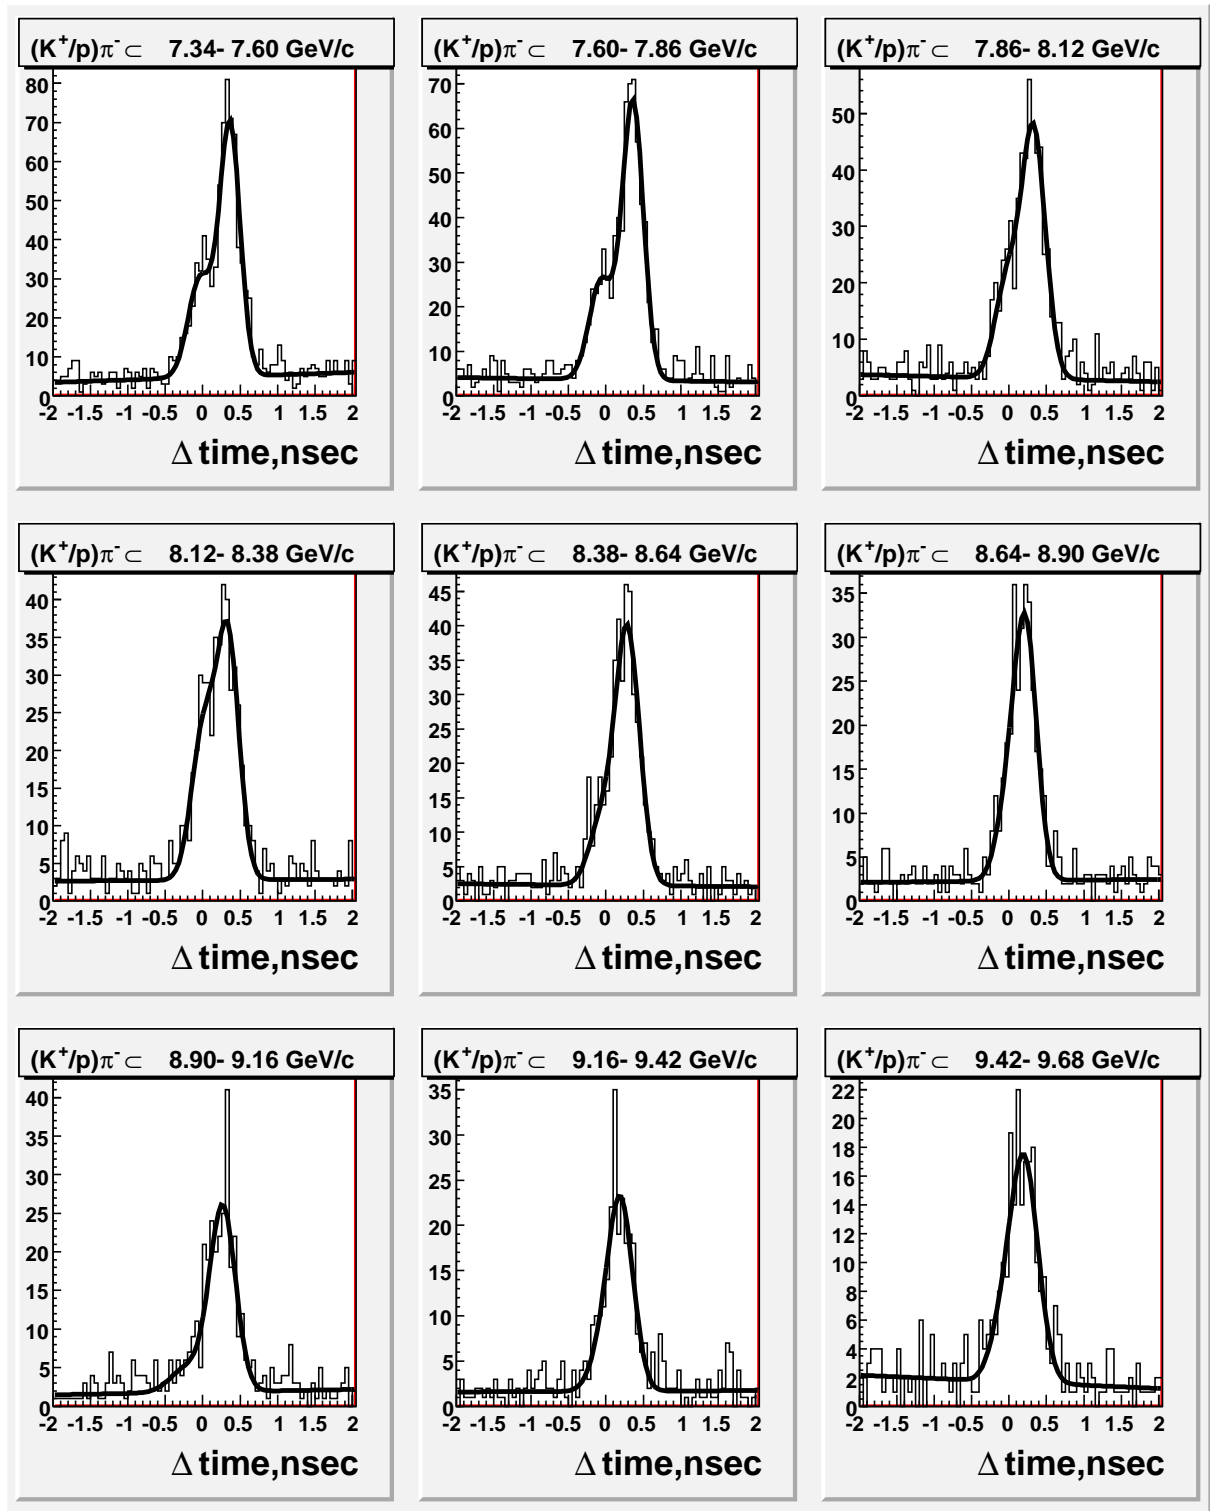 (K+/p)π-⊂ 7.34- 7.60 GeV/c
80
70
60
50
40
30
20
10
0
-2 -1.5 -1 -0.5 0 0.5 1 1.5 2
Δ time,nsec
(K+/p)π-⊂ 7.60- 7.86 GeV/c
70
60
50
40
30
20
10
0
-2 -1.5 -1 -0.5 0 0.5 1 1.5 2
Δ time,nsec
(K+/p)π-⊂ 7.86- 8.12 GeV/c
50
40
30
20
10
0
-2 -1.5 -1 -0.5 0 0.5 1 1.5 2
Δ time,nsec
(K+/p)π-⊂ 8.12- 8.38 GeV/c
40
35
30
25
20
15
10
5
0
-2 -1.5 -1 -0.5 0 0.5 1 1.5 2
Δ time,nsec
(K+/p)π-⊂ 8.38- 8.64 GeV/c
45
40
35
30
25
20
15
10
5
0
-2 -1.5 -1 -0.5 0 0.5 1 1.5 2
Δ time,nsec
(K+/p)π-⊂ 8.64- 8.90 GeV/c
35
30
25
20
15
10
5
0
-2 -1.5 -1 -0.5 0 0.5 1 1.5 2
Δ time,nsec
(K+/p)π-⊂ 8.90- 9.16 GeV/c
40
35
30
25
20
15
10
5
0
-2 -1.5 -1 -0.5 0 0.5 1 1.5 2
Δ time,nsec
(K+/p)π-⊂ 9.16- 9.42 GeV/c
35
30
25
20
15
10
5
0
-2 -1.5 -1 -0.5 0 0.5 1 1.5 2
Δ time,nsec
(K+/p)π-⊂ 9.42- 9.68 GeV/c
22
20
18
16
14
12
10
8
6
4
2
0
-2 -1.5 -1 -0.5 0 0.5 1 1.5 2
Δ time,nsec